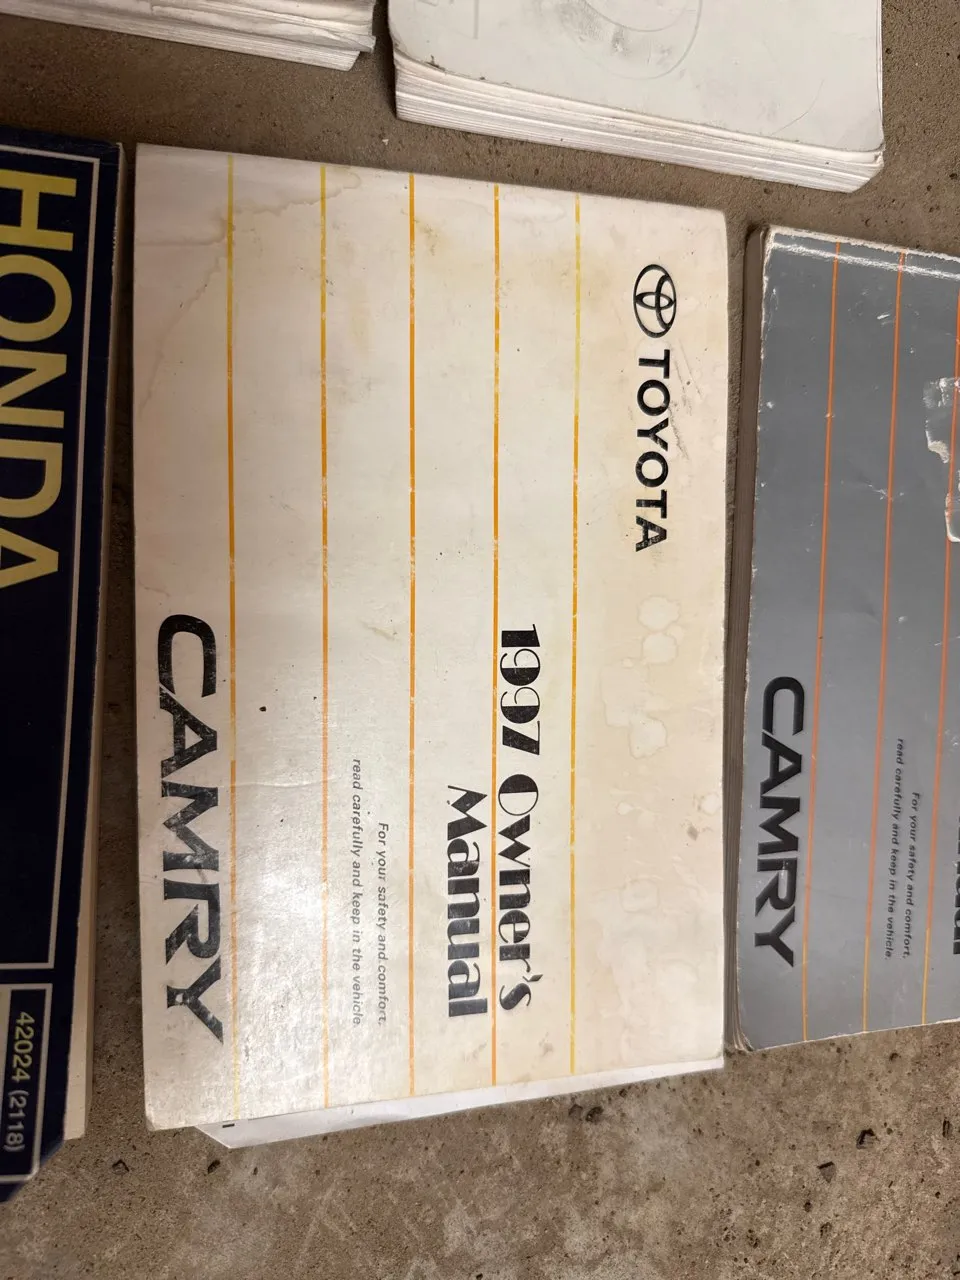 TOYOTA
1997 Owner's
Manual
For your safety and comfort,
read carefully and keep in the vehicle.
CAMRY
HONDA
42024 (2118)
For your safety and comfort,
read carefully and keep in the vehicle.
CAMRY